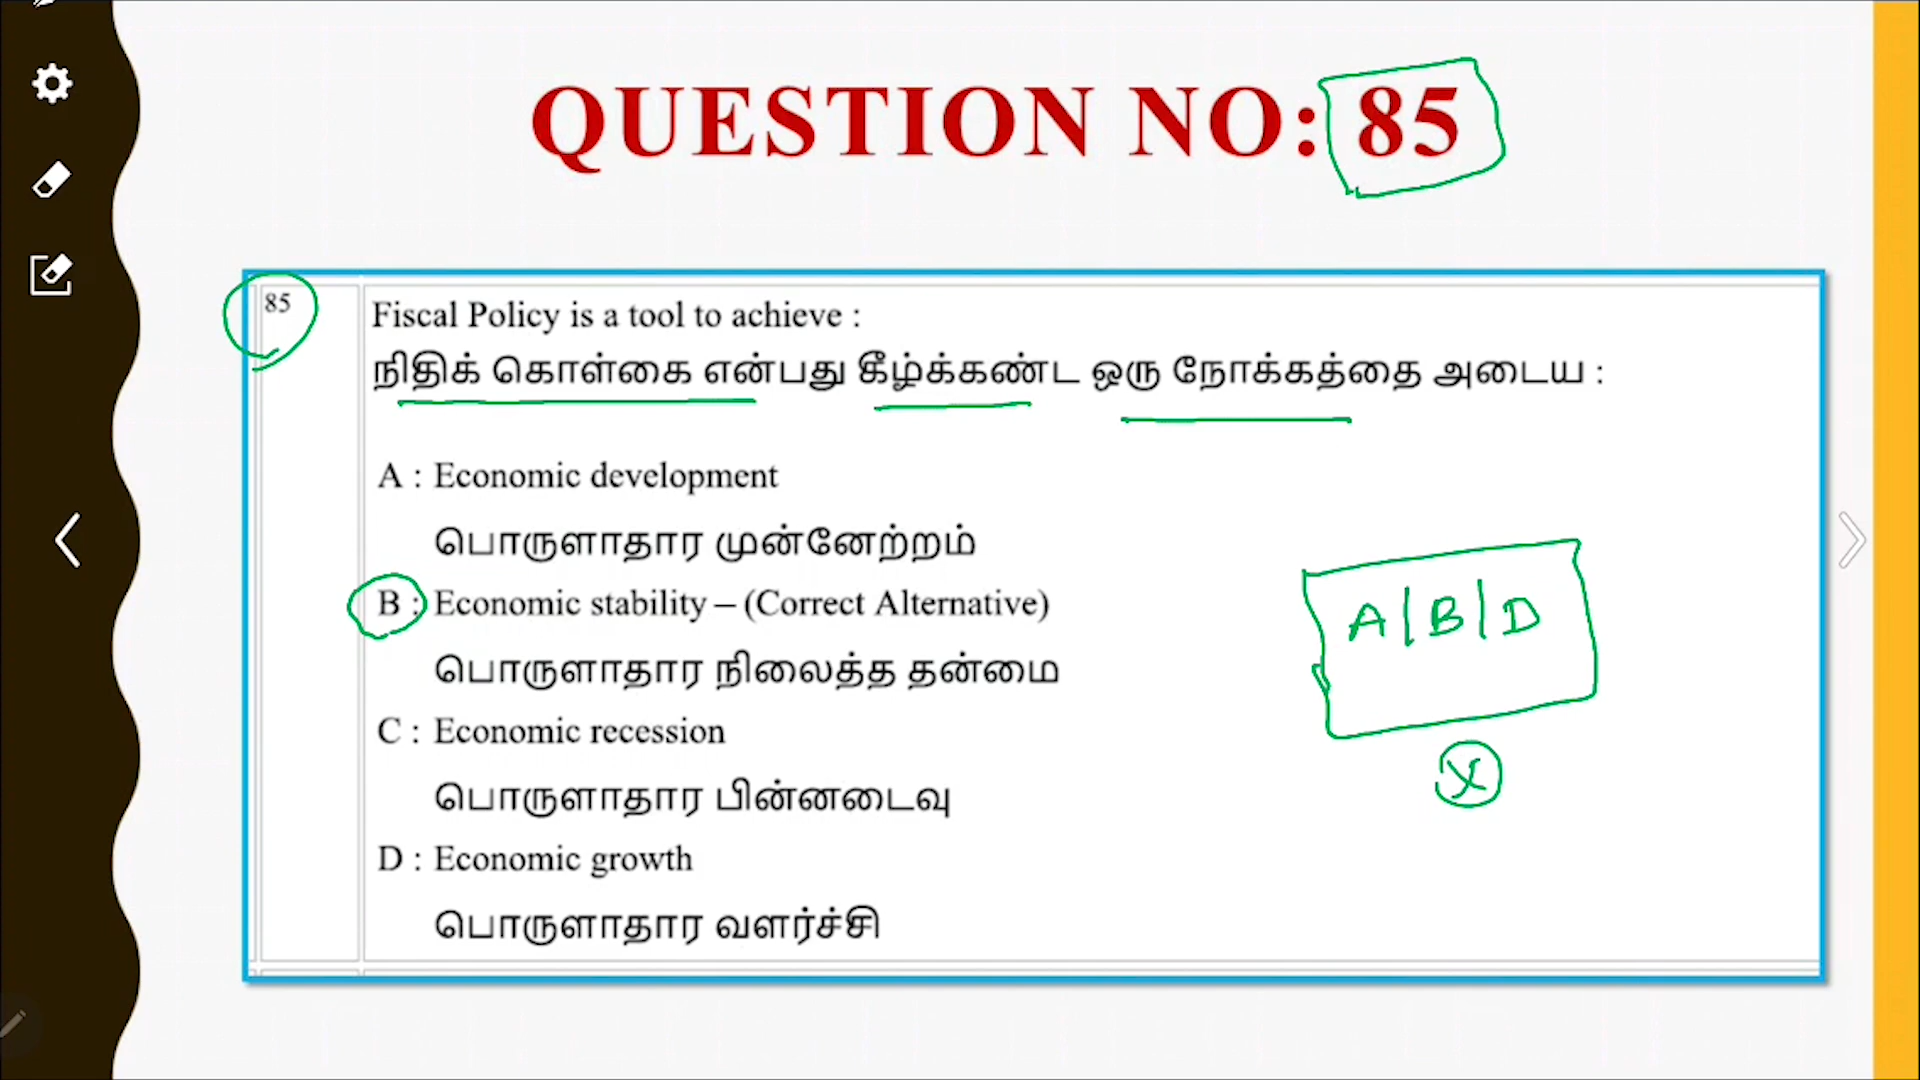 QUESTION NO: 85
85
Fiscal Policy is a tool to achieve :
நிதிக் கொள்கை என்பது கீழ்க்கண்ட ஒரு நோக்கத்தை அடைய :
A : Economic development
பொருளாதார முன்னேற்றம்
B : Economic stability – (Correct Alternative)
பொருளாதார நிலைத்த தன்மை
C : Economic recession
பொருளாதார பின்னடைவு
D : Economic growth
பொருளாதார வளர்ச்சி
A|B|D
X